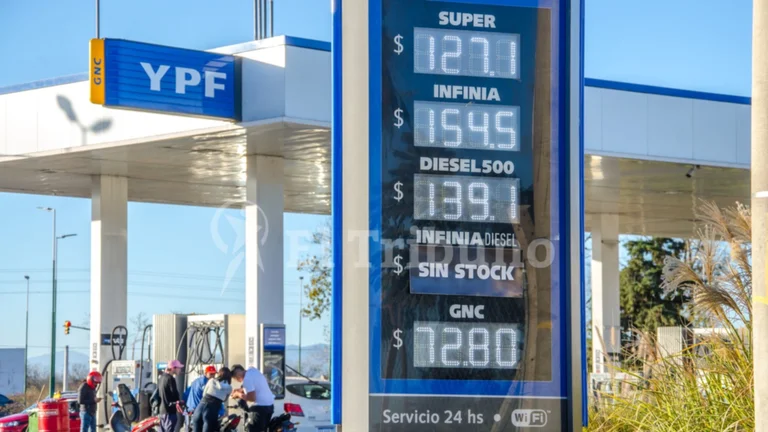 GNC
YPF
SUPER
$ 127.1
INFINIA
$ 154.5
DIESEL500
$ 139.1
INFINIA DIESEL
$ SIN STOCK
GNC
$ 72.80
Servicio 24 hs • WiFi
El Tribuno